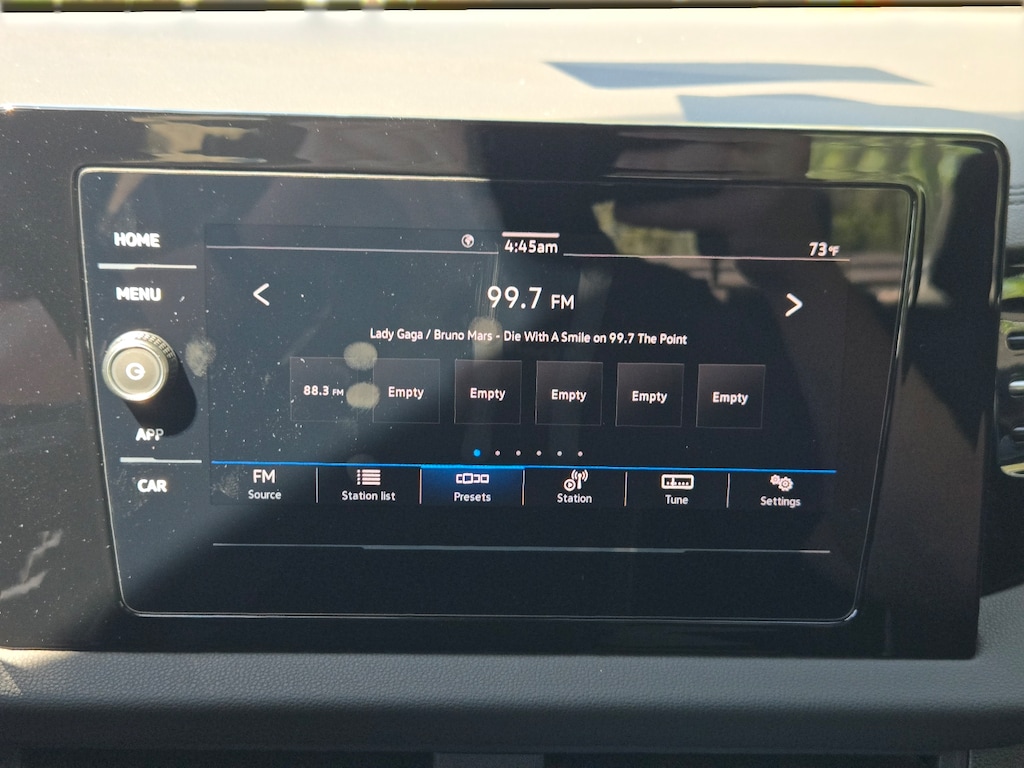 HOME
MENU
APP
CAR
4:45am
73°F
99.7 FM
Lady Gaga / Bruno Mars - Die With A Smile on 99.7 The Point
88.3 FM Empty Empty Empty Empty Empty
FM
Source Station list Presets Station Tune Settings